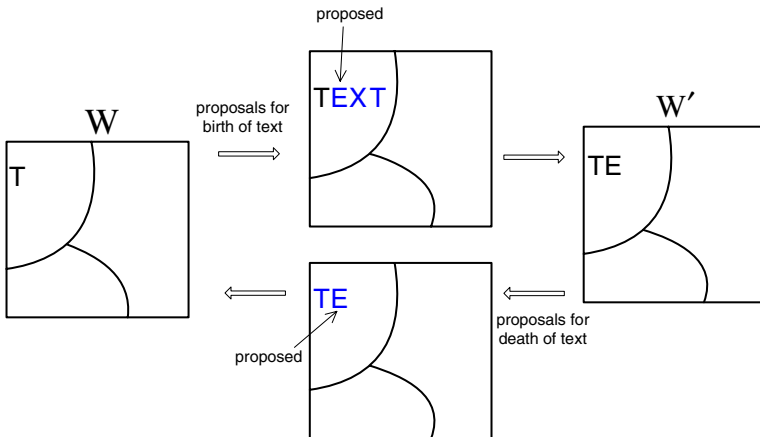 proposed
TEXT
W
proposals for
birth of text
T
W′
TE
TE
proposed
proposals for
death of text